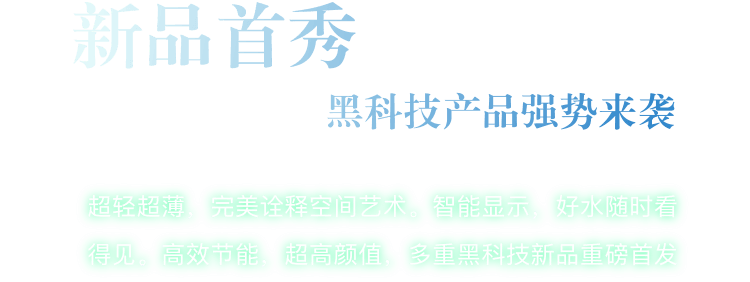 新品首秀
黑科技产品强势来袭
超轻超薄、完美诠释空间艺术。智能显示、好水随时看
得见。高效节能、超高颜值、多重黑科技新品重磅首发